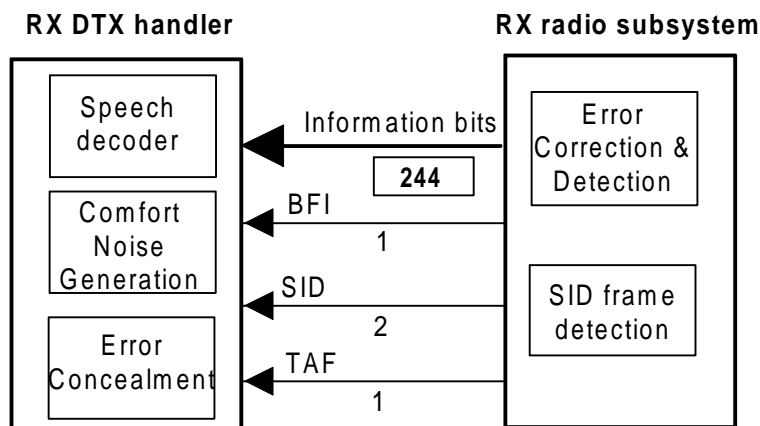 RX DTX handler
RX radio subsystem
Speech
decoder
Information bits
244
Error
Correction &
Detection
Comfort
Noise
Generation
BFI
1
SID
2
SID frame
detection
Error
Concealment
TAF
1